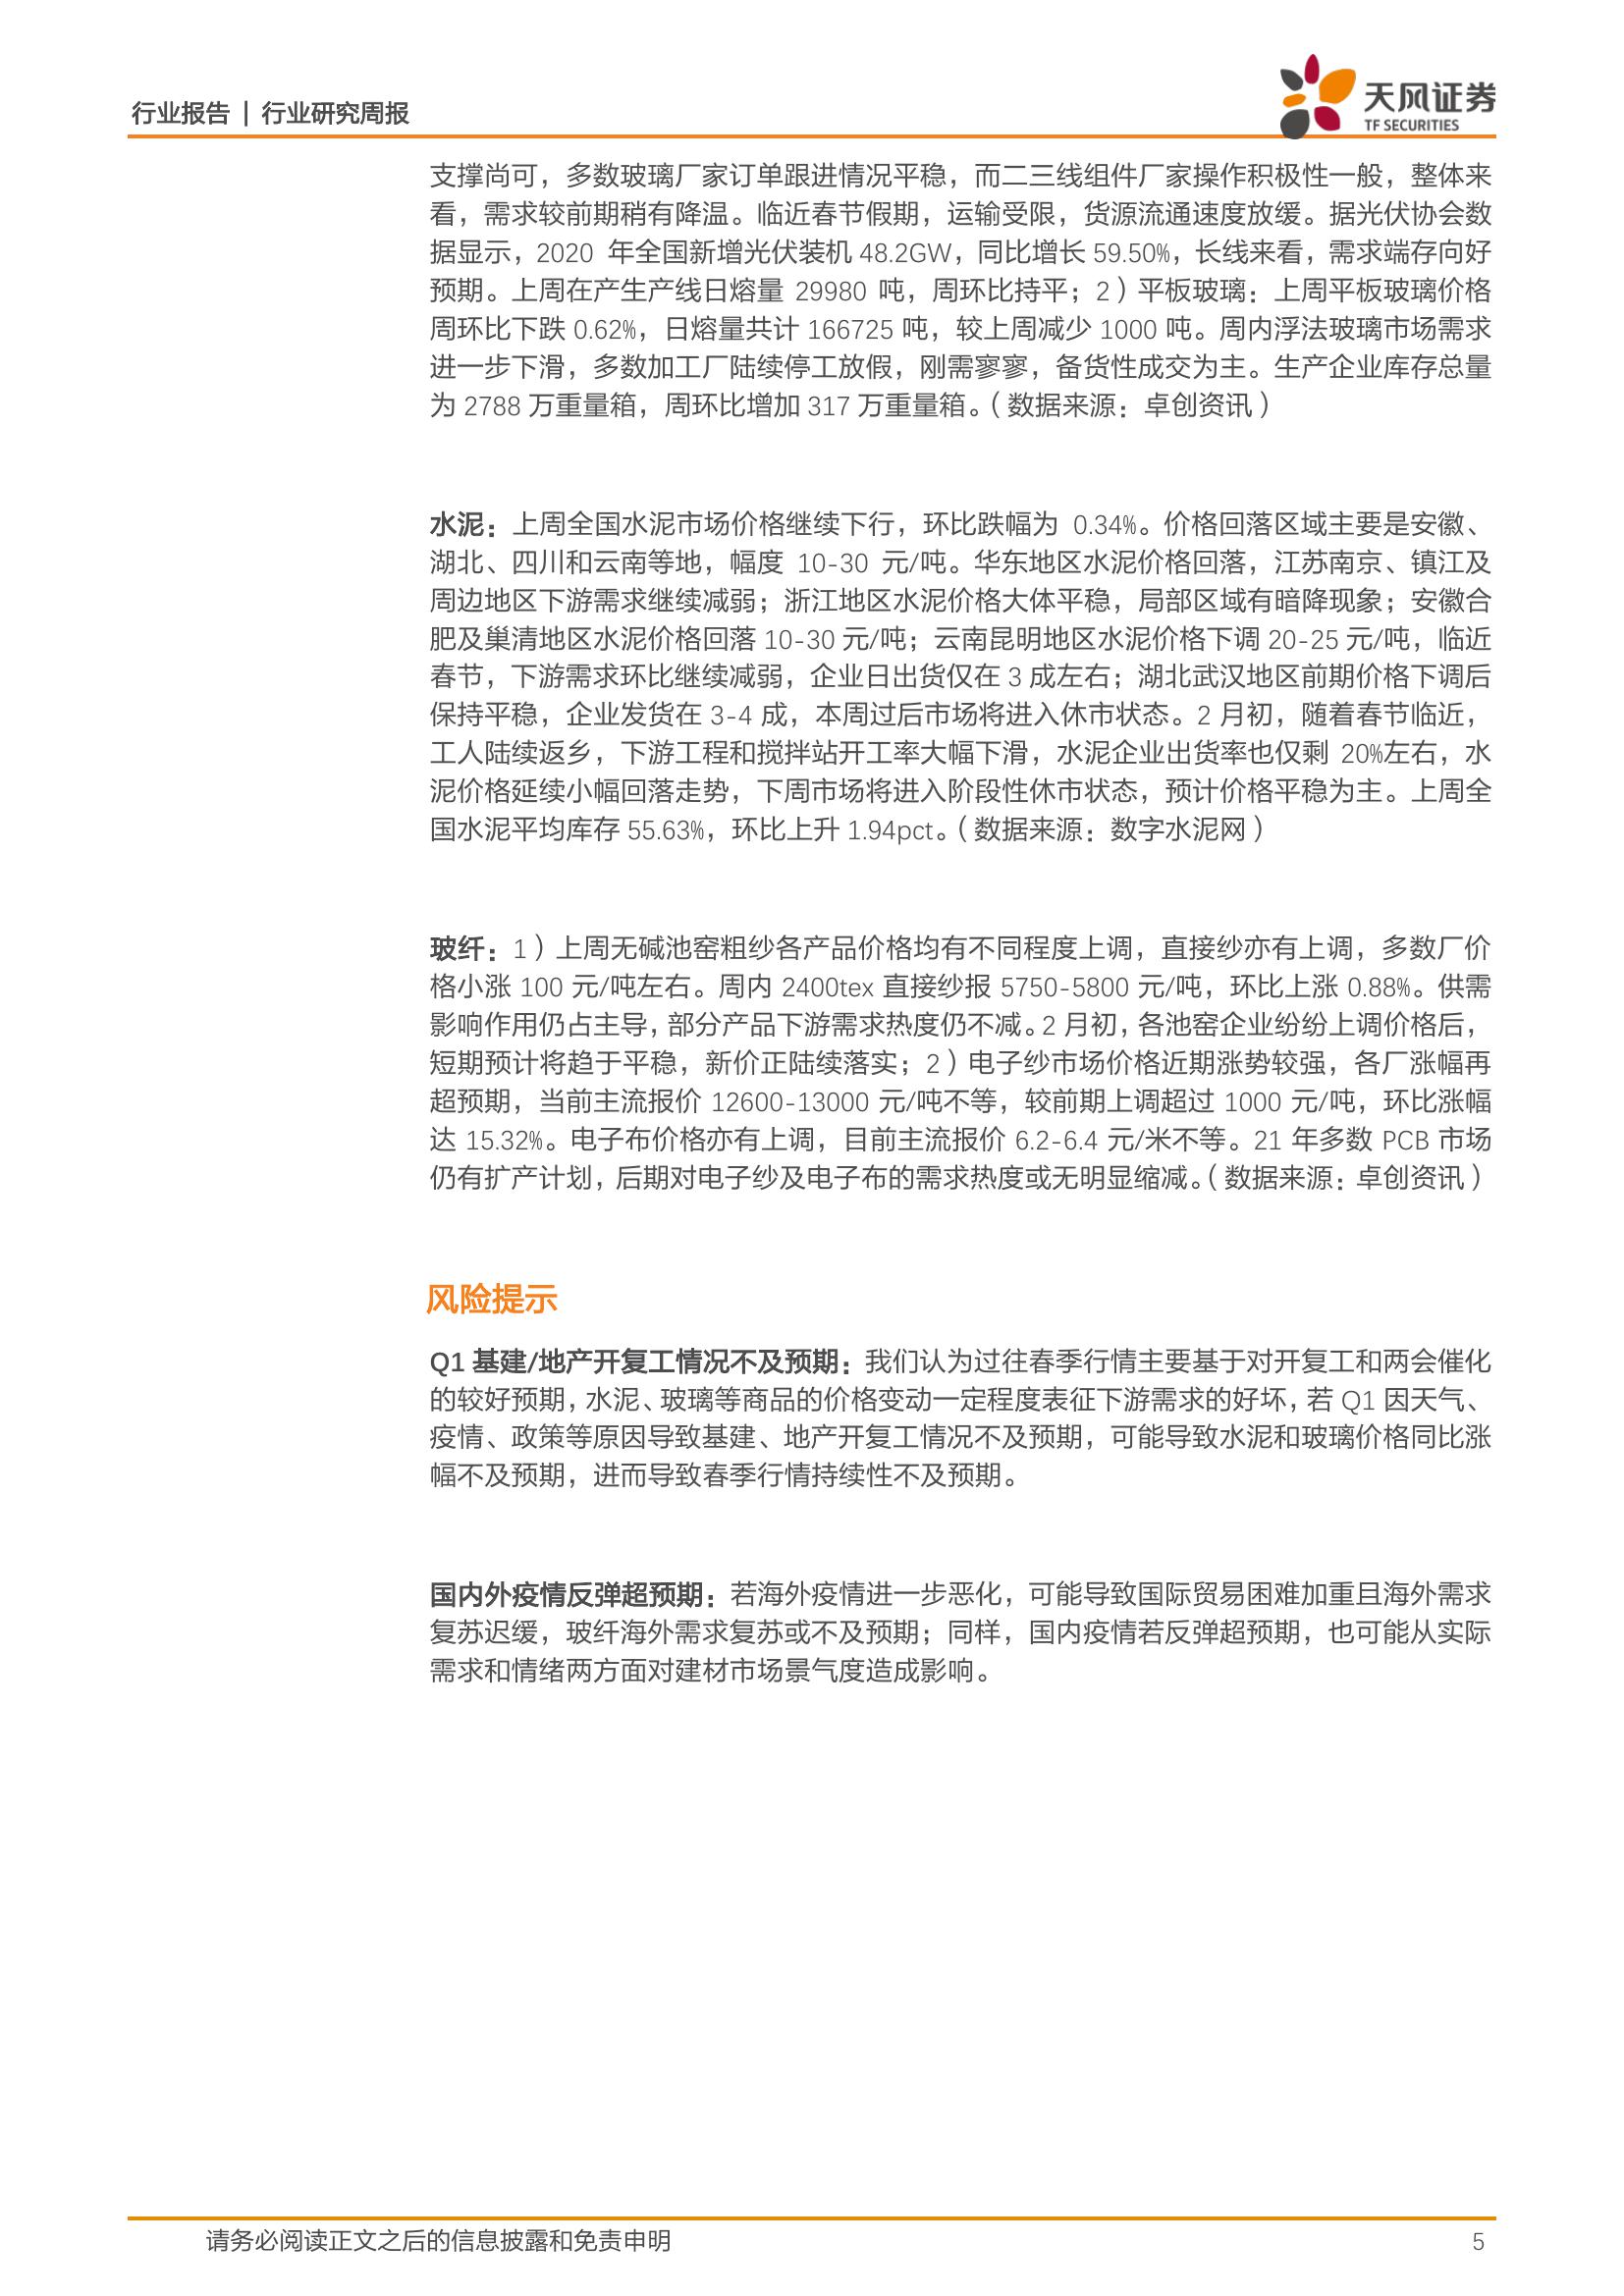 行业报告 | 行业研究周报
天风证券
TF SECURITIES
支撑尚可，多数玻璃厂家订单跟进情况平稳，而二三线组件厂家操作积极性一般，整体来
看，需求较前期稍有降温。临近春节假期，运输受限，货源流通速度放缓。据光伏协会数
据显示，2020 年全国新增光伏装机 48.2GW，同比增长 59.50%，长线来看，需求端存向好
预期。上周在产生产线日熔量 29980 吨，周环比持平；2）平板玻璃：上周平板玻璃价格
周环比下跌 0.62%，日熔量共计 166725 吨，较上周减少 1000 吨。周内浮法玻璃市场需求
进一步下滑，多数加工厂陆续停工放假，刚需寥寥，备货性成交为主。生产企业库存总量
为 2788 万重量箱，周环比增加 317 万重量箱。（数据来源：卓创资讯）
水泥：上周全国水泥市场价格继续下行，环比跌幅为 0.34%。价格回落区域主要是安徽、
湖北、四川和云南等地，幅度 10-30 元/吨。华东地区水泥价格回落，江苏南京、镇江及
周边地区下游需求继续减弱；浙江地区水泥价格大体平稳，局部区域有暗降现象；安徽合
肥及巢清地区水泥价格回落 10-30 元/吨；云南昆明地区水泥价格下调 20-25 元/吨，临近
春节，下游需求环比继续减弱，企业日出货仅在 3 成左右；湖北武汉地区前期价格下调后
保持平稳，企业发货在 3-4 成，本周过后市场将进入休市状态。2 月初，随着春节临近，
工人陆续返乡，下游工程和搅拌站开工率大幅下滑，水泥企业出货率也仅剩 20%左右，水
泥价格延续小幅回落走势，下周市场将进入阶段性休市状态，预计价格平稳为主。上周全
国水泥平均库存 55.63%，环比上升 1.94pct。（数据来源：数字水泥网）
玻纤：1）上周无碱池窑粗纱各产品价格均有不同程度上调，直接纱亦有上调，多数厂价
格小涨 100 元/吨左右。周内 2400tex 直接纱报 5750-5800 元/吨，环比上涨 0.88%。供需
影响作用仍占主导，部分产品下游需求热度仍不减。2 月初，各池窑企业纷纷上调价格后，
短期预计将趋于平稳，新价正陆续落实；2）电子纱市场价格近期涨势较强，各厂涨幅再
超预期，当前主流报价 12600-13000 元/吨不等，较前期上调超过 1000 元/吨，环比涨幅
达 15.32%。电子布价格亦有上调，目前主流报价 6.2-6.4 元/米不等。21 年多数 PCB 市场
仍有扩产计划，后期对电子纱及电子布的需求热度或无明显缩减。（数据来源：卓创资讯）
风险提示
Q1 基建/地产开复工情况不及预期：我们认为过往春季行情主要基于对开复工和两会催化
的较好预期，水泥、玻璃等商品的价格变动一定程度表征下游需求的好坏，若 Q1 因天气、
疫情、政策等原因导致基建、地产开复工情况不及预期，可能导致水泥和玻璃价格同比涨
幅不及预期，进而导致春季行情持续性不及预期。
国内外疫情反弹超预期：若海外疫情进一步恶化，可能导致国际贸易困难加重且海外需求
复苏迟缓，玻纤海外需求复苏或不及预期；同样，国内疫情若反弹超预期，也可能从实际
需求和情绪两方面对建材市场景气度造成影响。
请务必阅读正文之后的信息披露和免责申明
5